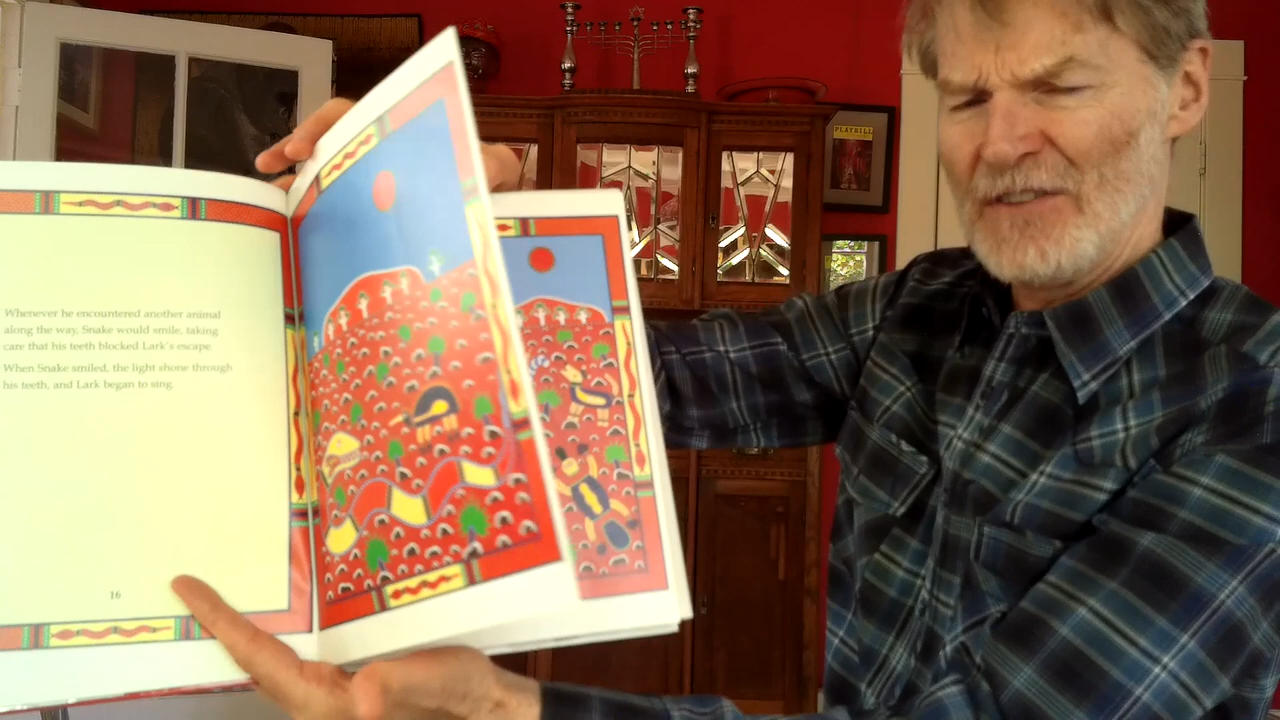 PLAYBILL
Whenever he encountered another animal
along the way, Snake would smile, taking
care that his teeth blocked Lark's escape.
When Snake smiled, the light shone through
his teeth, and Lark began to sing.
16